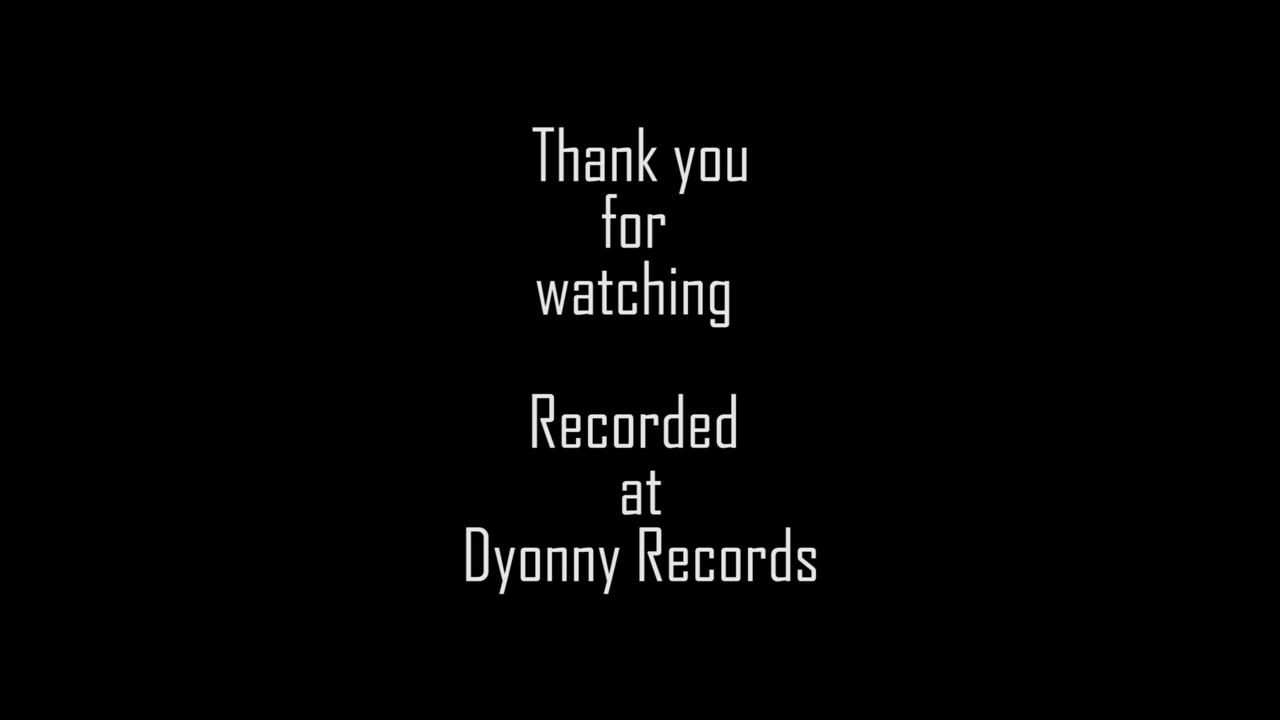 Thank you
for
watching
Recorded
at
Dyonny Records